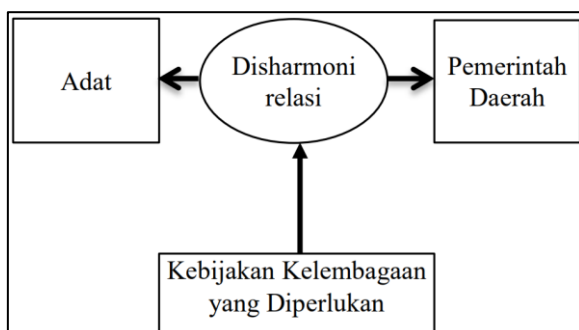 Adat
Disharmoni
relasi
Pemerintah
Daerah
Kebijakan Kelembagaan
yang Diperlukan